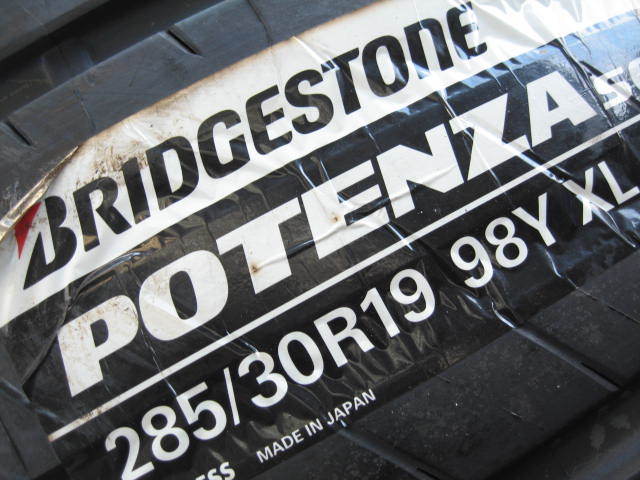 BRIDGESTONE
POTENZA
285/30R19 98Y XL
MADE IN JAPAN